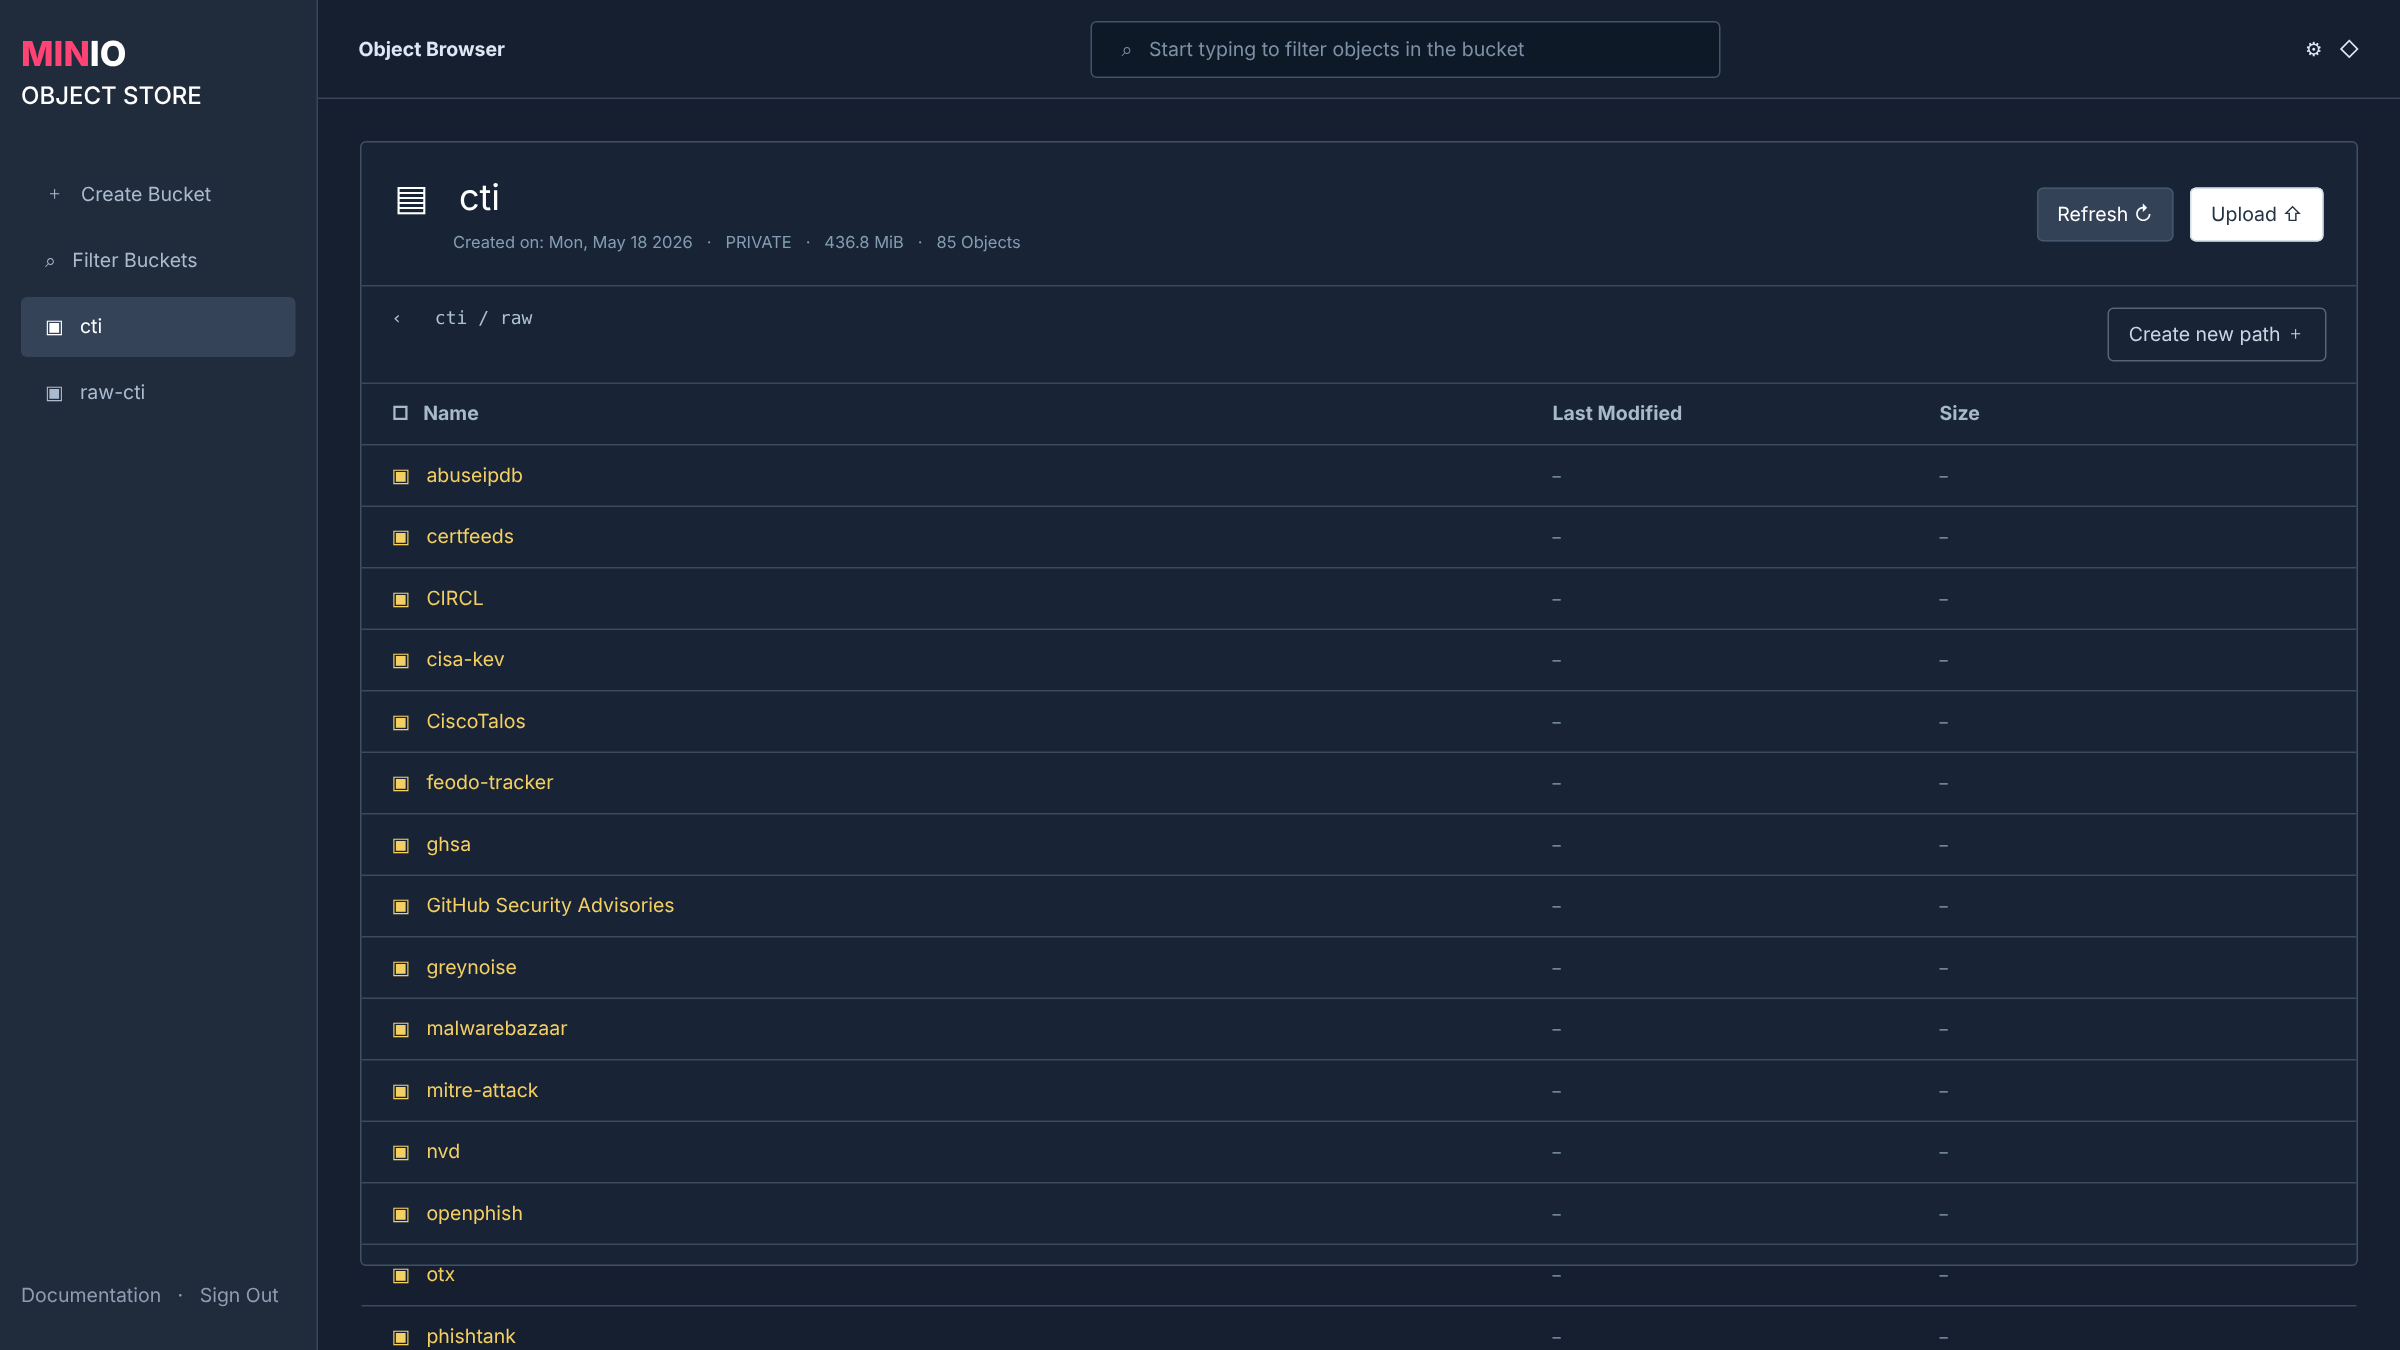 MINIO
OBJECT STORE
+ Create Bucket
Filter Buckets
cti
raw-cti
Documentation · Sign Out
Object Browser
Start typing to filter objects in the bucket
cti
Created on: Mon, May 18 2026 · PRIVATE · 436.8 MiB · 85 Objects
Refresh ↻
Upload ⇧
‹ cti / raw
Create new path +
Name Last Modified Size
abuseipdb – –
certfeeds – –
CIRCL – –
cisa-kev – –
CiscoTalos – –
feodo-tracker – –
ghsa – –
GitHub Security Advisories – –
greynoise – –
malwarebazaar – –
mitre-attack – –
nvd – –
openphish – –
otx – –
phishtank – –